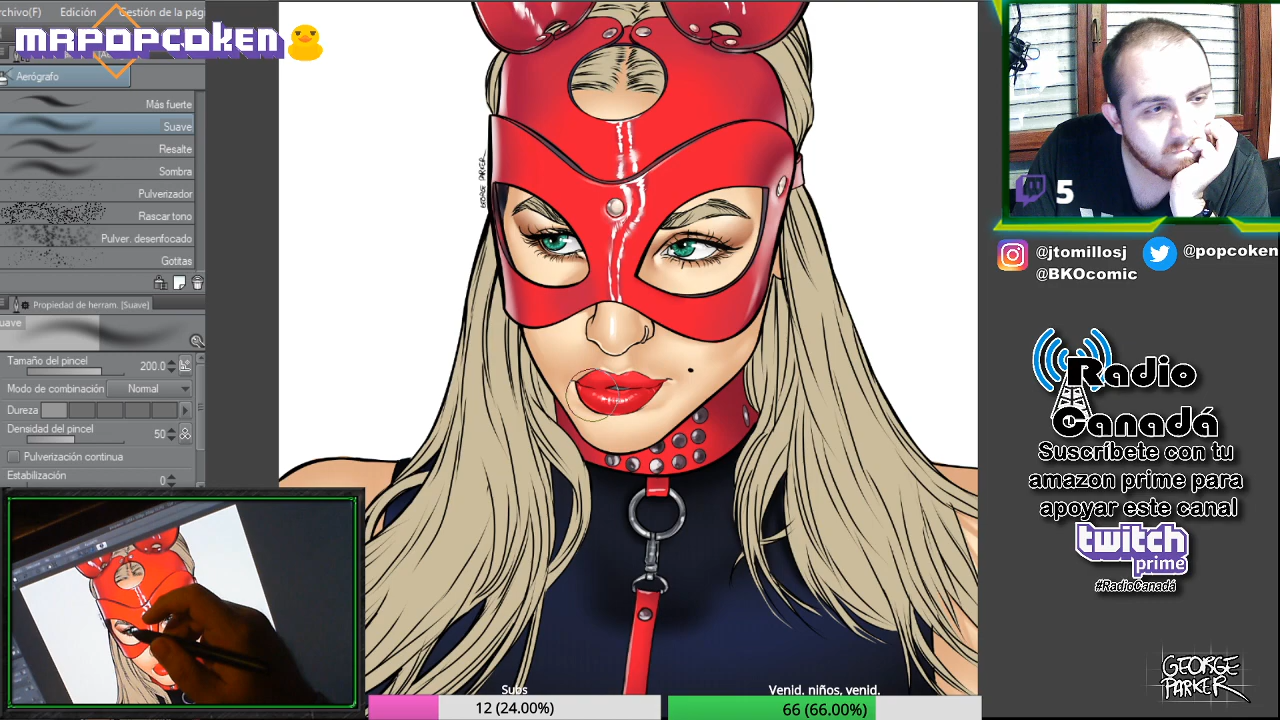 rchivo(F) Edición Gestión de la pág
MRPOPCOKEN
Aerógrafo
Más fuerte
Suave
Resalte
Sombra
Pulverizador
Rascar tono
Pulver. desenfocado
Gotitas
Propiedad de herram. [Suave]
uave
Tamaño del pincel 200.0
Modo de combinación Normal
Dureza
Densidad del pincel 50
Pulverización continua
Estabilización 0
GEORGE PARKER
5
@jtomillosj
@popcoken
@BKOcomic
Radio
Canadá
Suscríbete con tu
amazon prime para
apoyar este canal
twitch
prime
#RadioCanadá
GEORGE
PARKER
Subs
12 (24.00%)
Venid, niños, venid.
66 (66.00%)